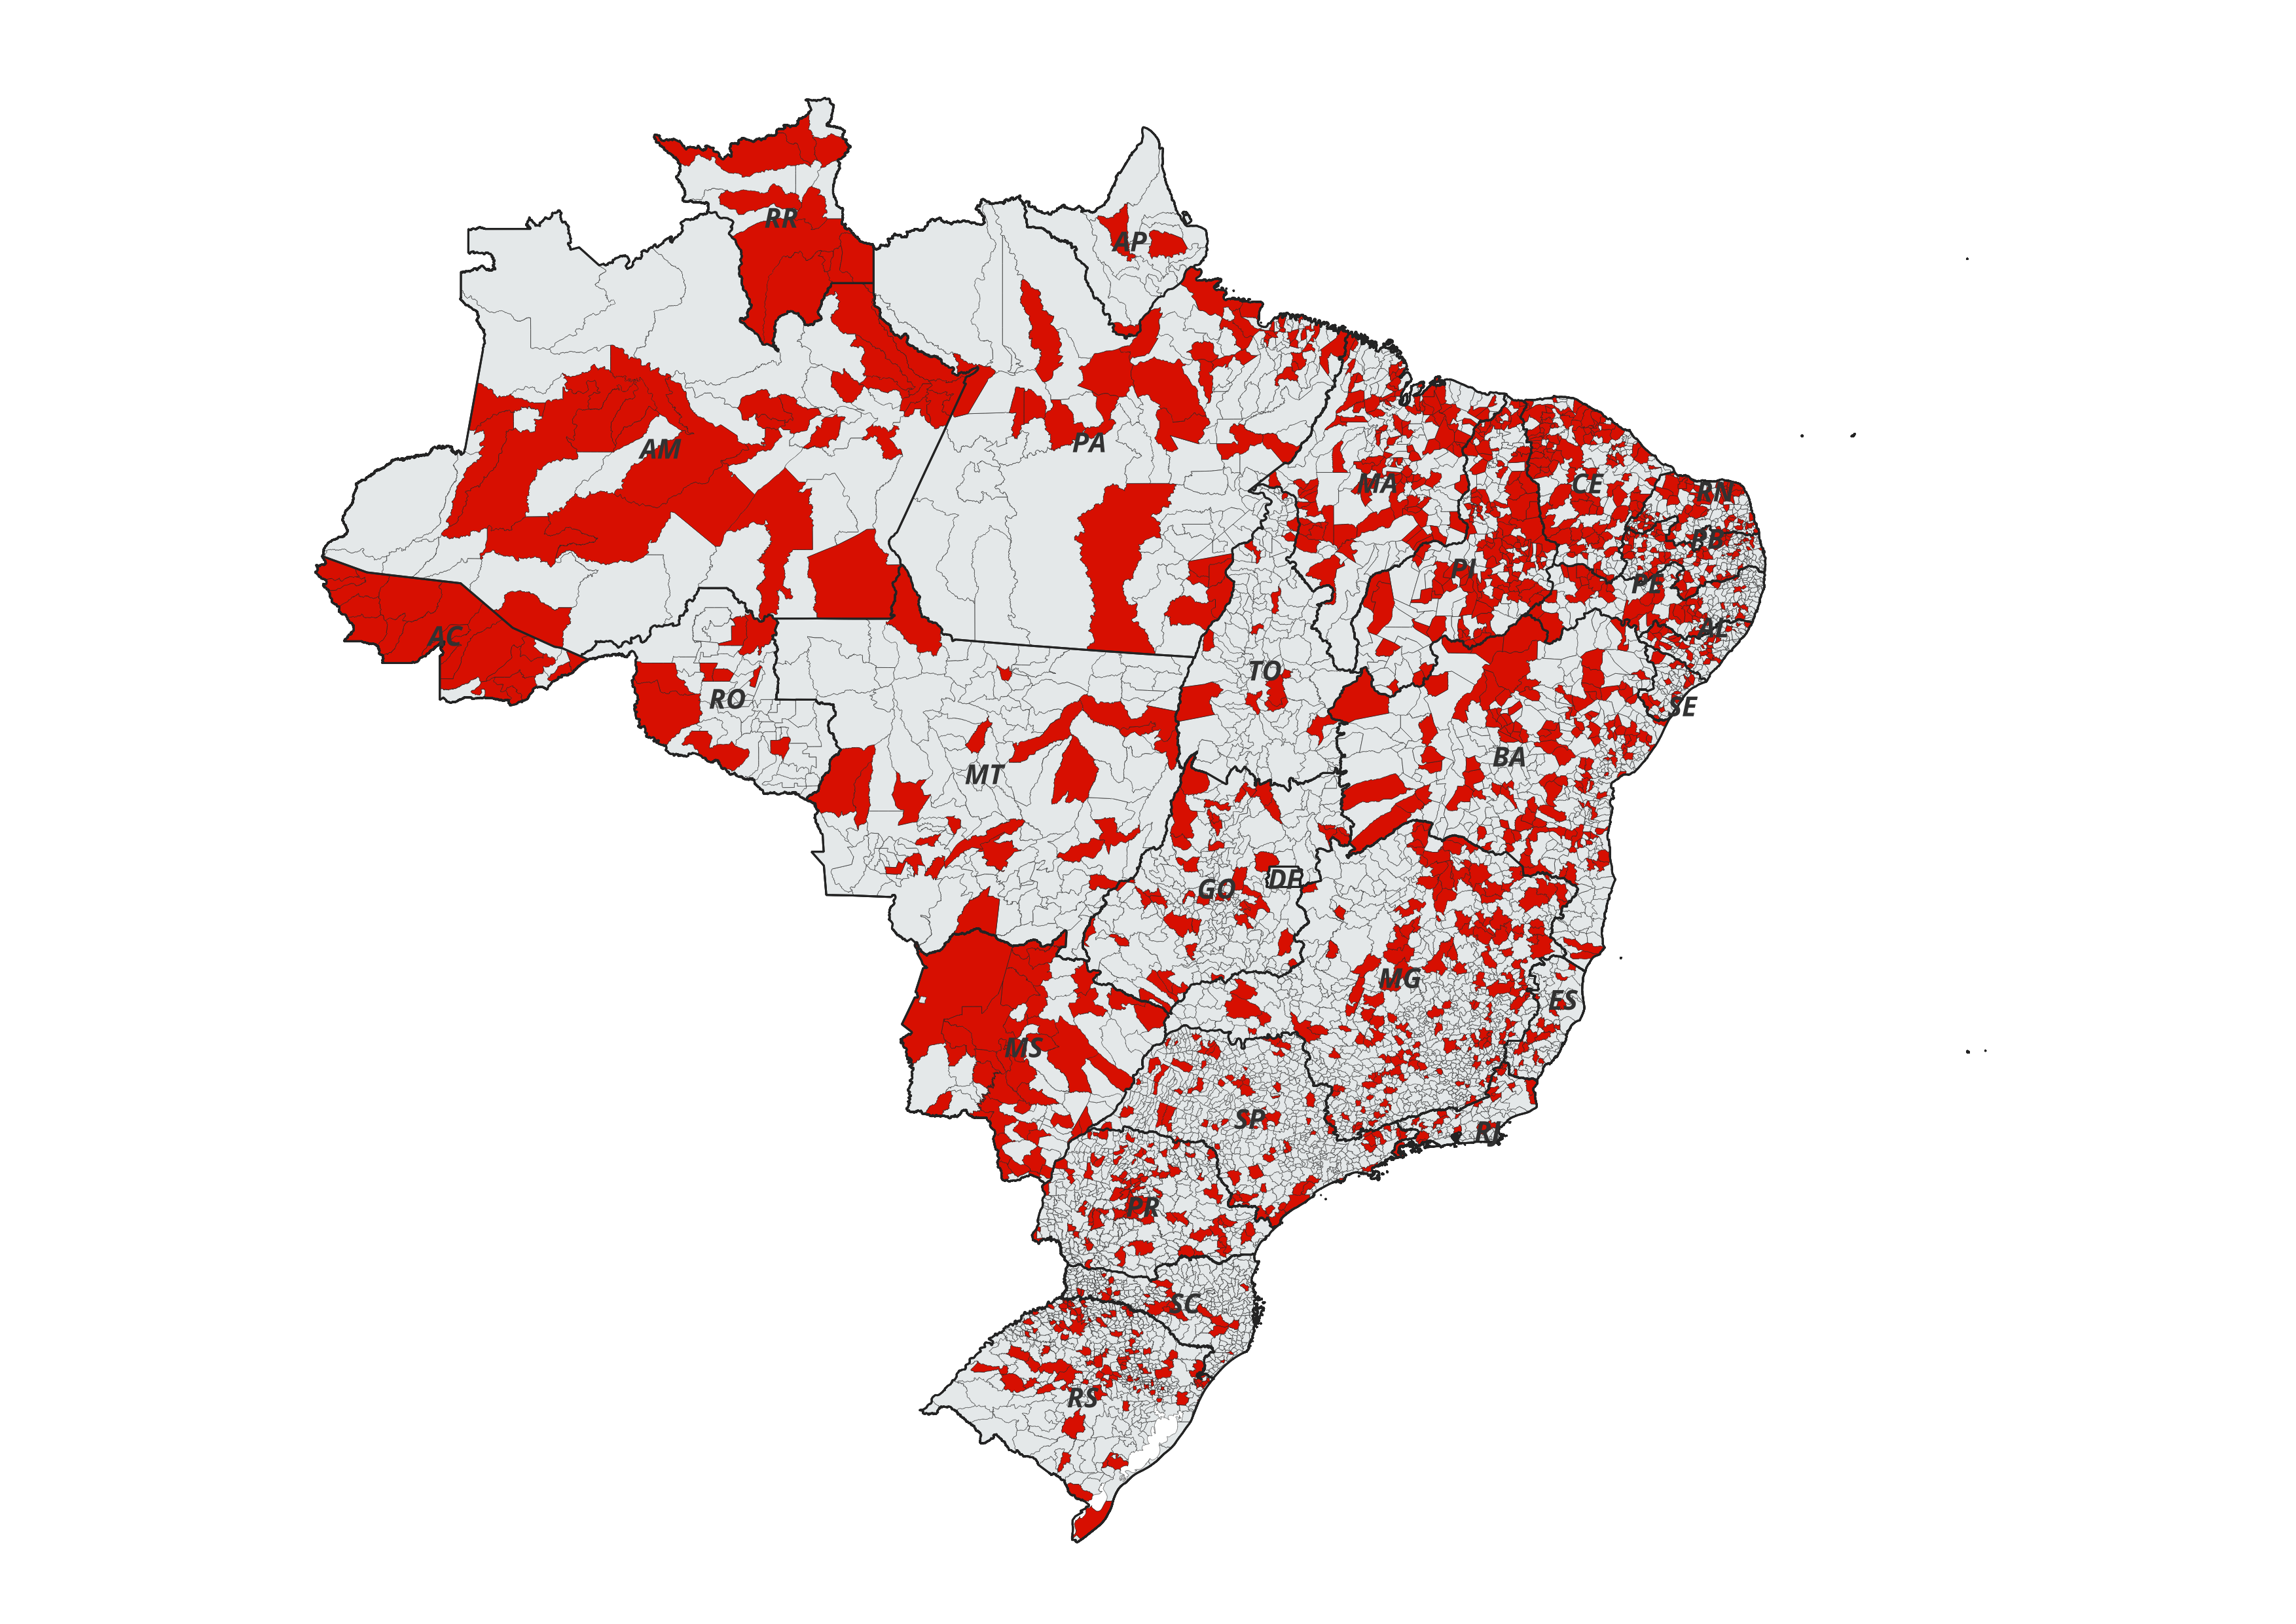 RR
AP
AM
PA
MA
CE
RN
PB
PI
PE
AC
AL
TO
RO
SE
BA
MT
GO
DF
MG
ES
MS
SP
RJ
PR
SC
RS